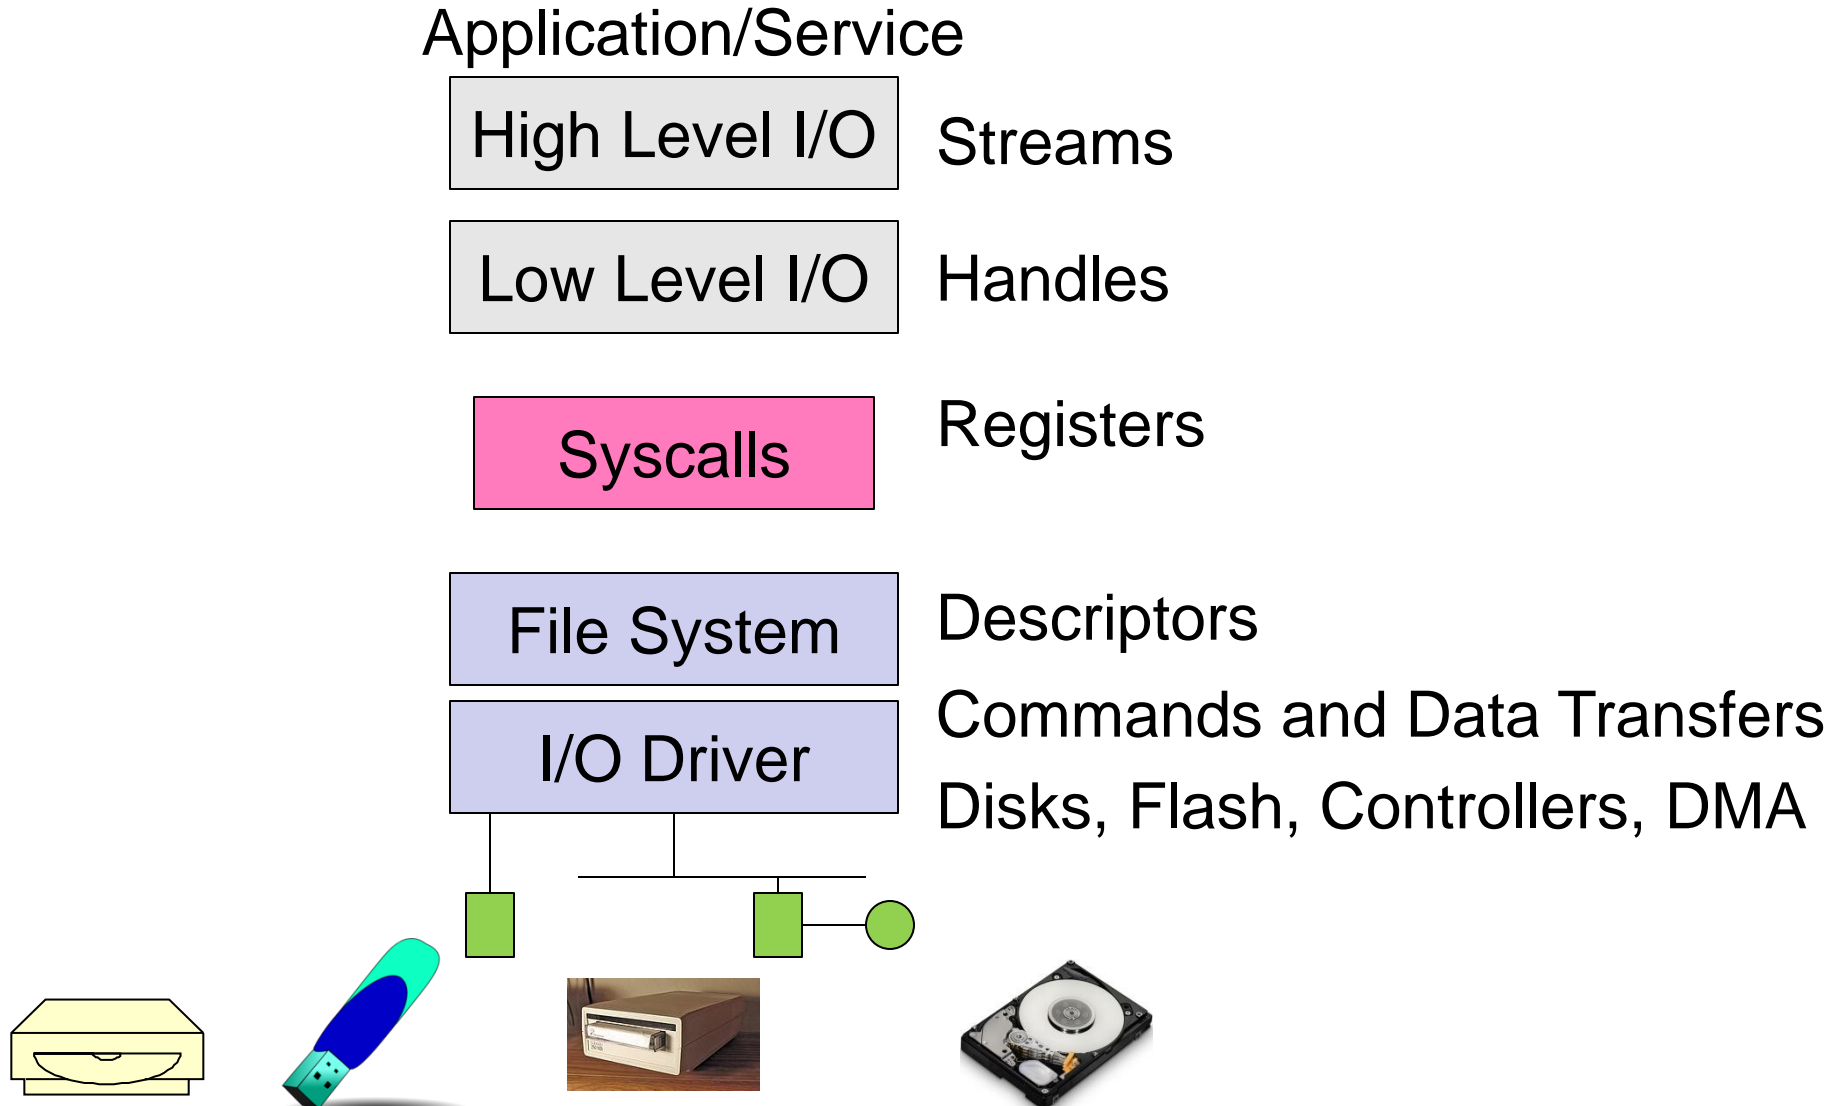 Application/Service
High Level I/O
Streams
Low Level I/O
Handles
Syscalls
Registers
File System
Descriptors
I/O Driver
Commands and Data Transfers
Disks, Flash, Controllers, DMA